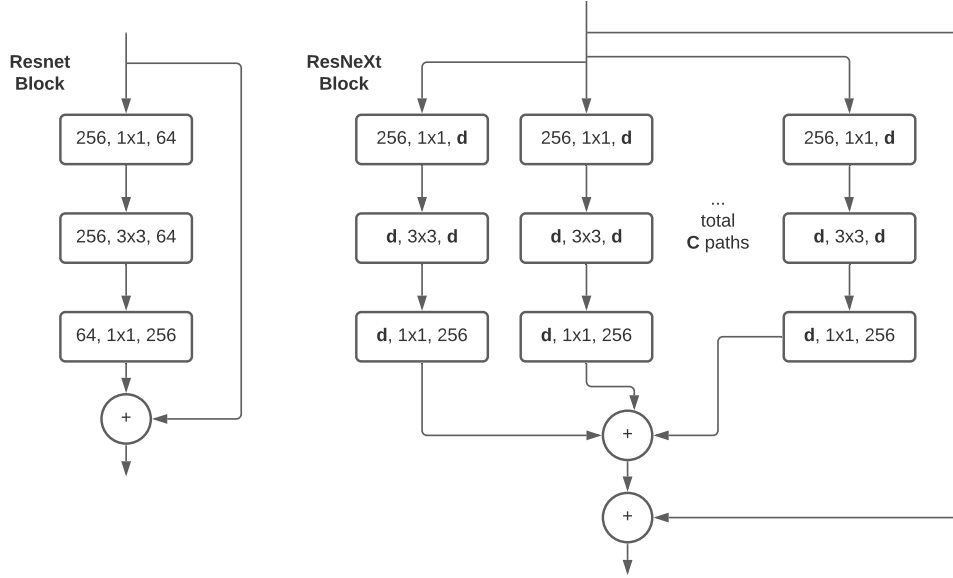 Resnet
Block
256, 1x1, 64
256, 3x3, 64
64, 1x1, 256
+
ResNeXt
Block
256, 1x1, d
256, 1x1, d
256, 1x1, d
d, 3x3, d
d, 3x3, d
...
total
C paths
d, 3x3, d
d, 1x1, 256
d, 1x1, 256
d, 1x1, 256
+
+